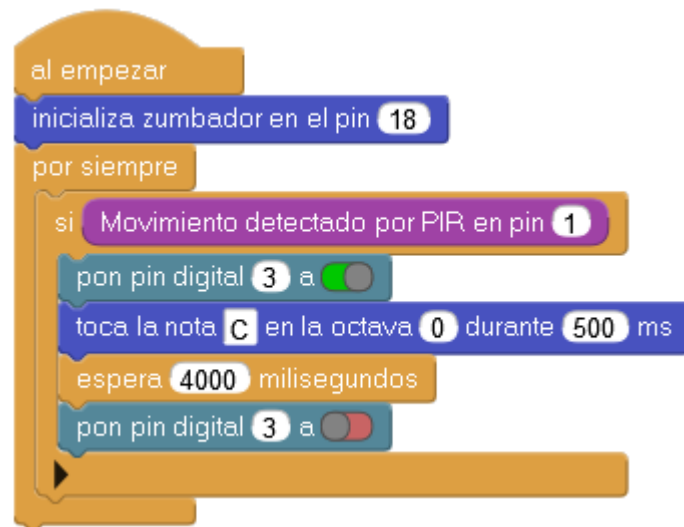 al empezar
inicializa zumbador en el pin 18
por siempre
si Movimiento detectado por PIR en pin 1
pon pin digital 3 a
toca la nota C en la octava 0 durante 500 ms
espera 4000 milisegundos
pon pin digital 3 a